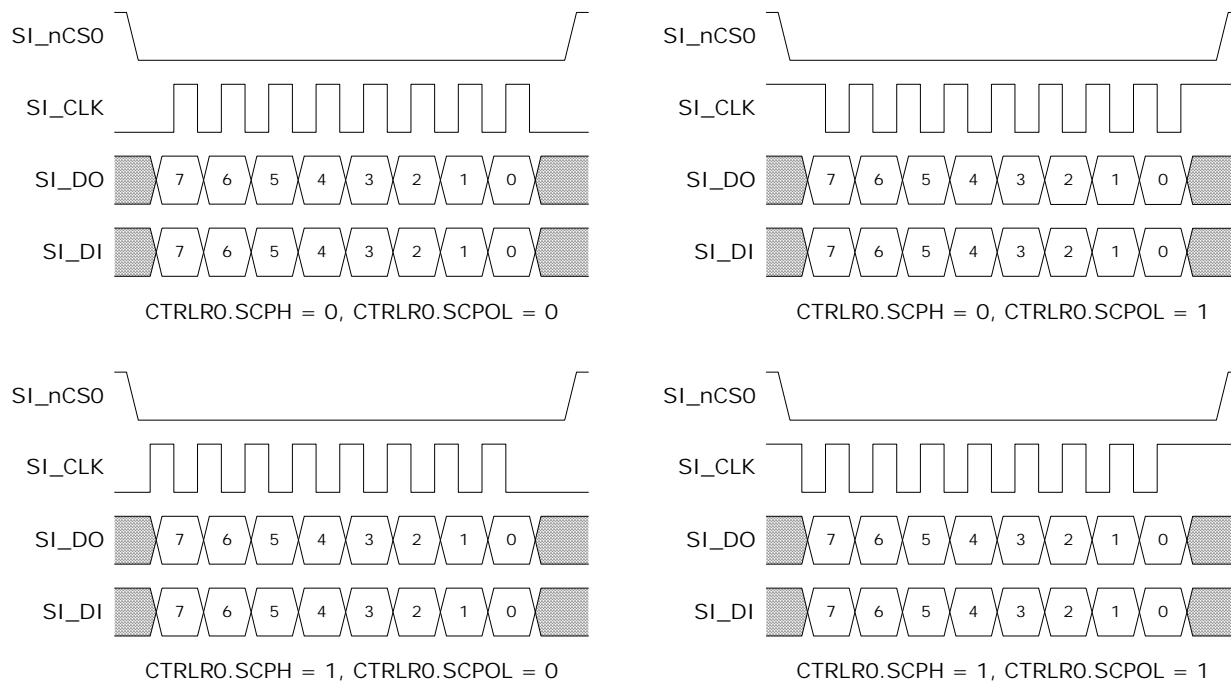 SI_nCS0
SI_CLK
SI_DO 7 6 5 4 3 2 1 0
SI_DI 7 6 5 4 3 2 1 0
CTRLR0.SCPH = 0, CTRLR0.SCPOL = 0
SI_nCS0
SI_CLK
SI_DO 7 6 5 4 3 2 1 0
SI_DI 7 6 5 4 3 2 1 0
CTRLR0.SCPH = 0, CTRLR0.SCPOL = 1
SI_nCS0
SI_CLK
SI_DO 7 6 5 4 3 2 1 0
SI_DI 7 6 5 4 3 2 1 0
CTRLR0.SCPH = 1, CTRLR0.SCPOL = 0
SI_nCS0
SI_CLK
SI_DO 7 6 5 4 3 2 1 0
SI_DI 7 6 5 4 3 2 1 0
CTRLR0.SCPH = 1, CTRLR0.SCPOL = 1